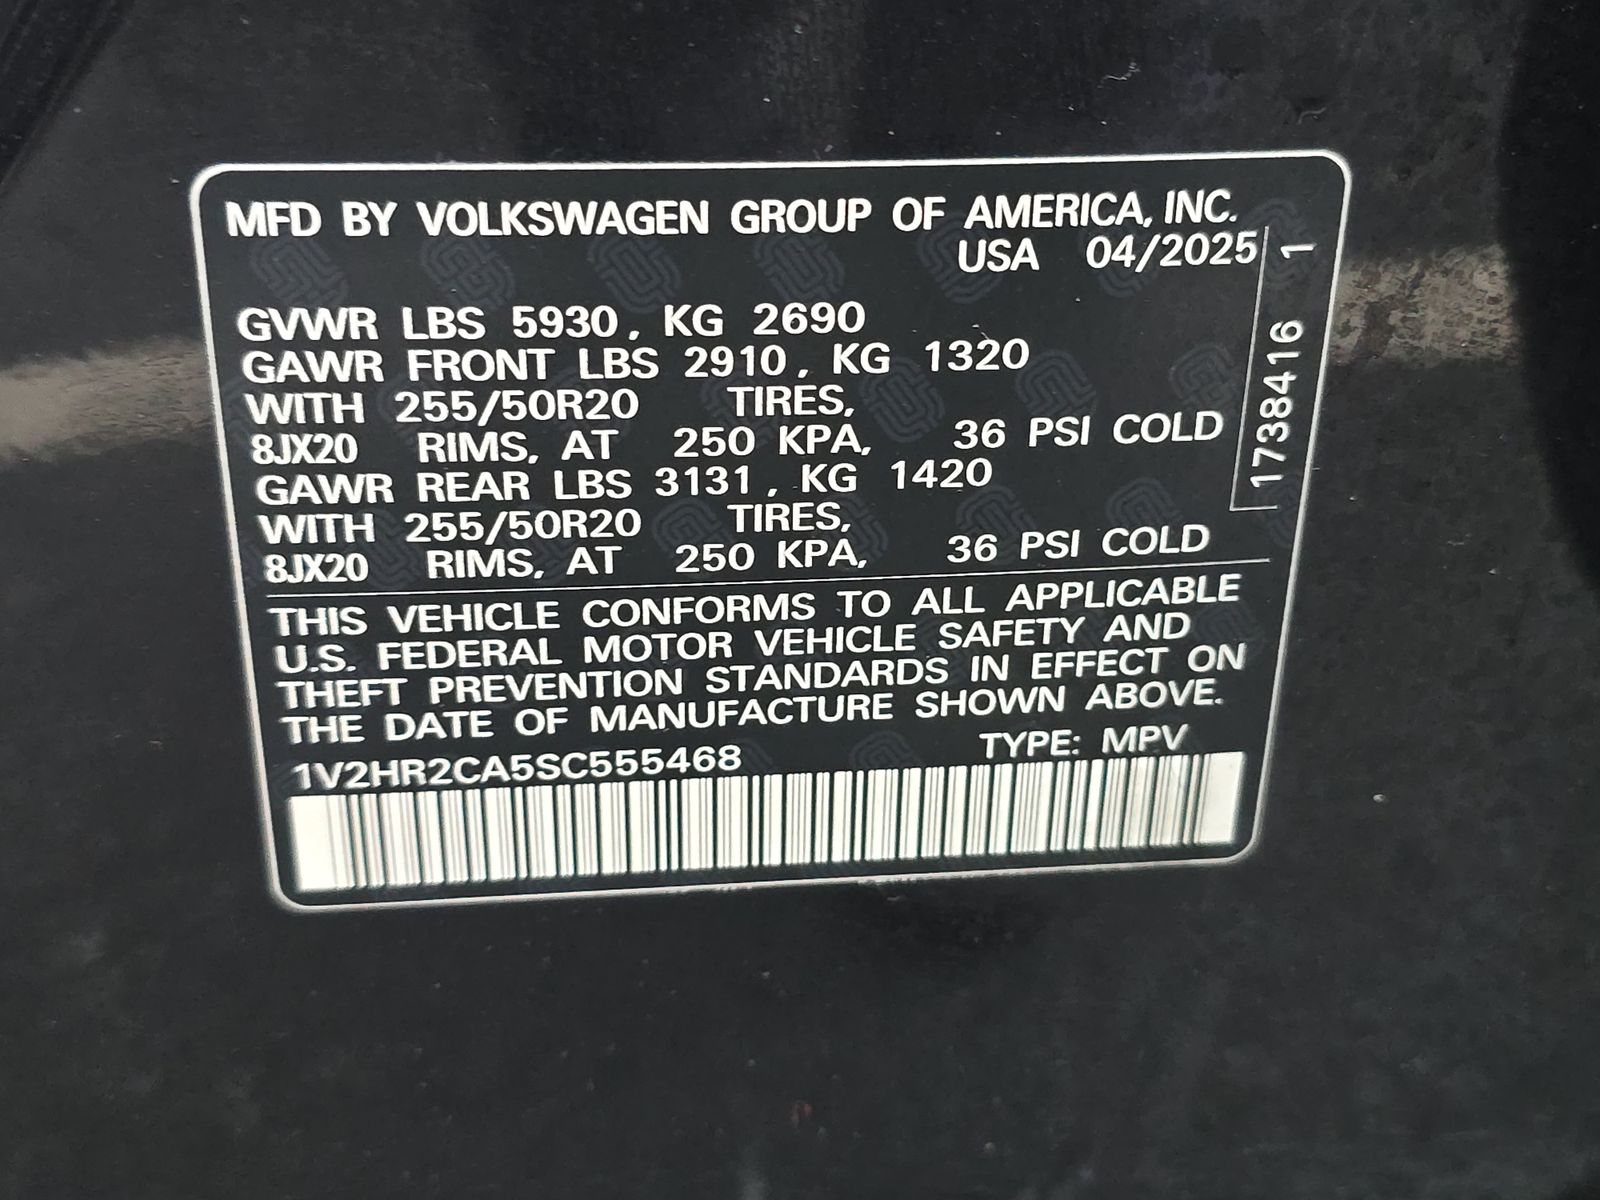 MFD BY VOLKSWAGEN GROUP OF AMERICA, INC.
USA 04/2025
GVWR LBS 5930, KG 2690
GAWR FRONT LBS 2910, KG 1320
WITH 255/50R20 TIRES,
8JX20 RIMS, AT 250 KPA, 36 PSI COLD
GAWR REAR LBS 3131, KG 1420
WITH 255/50R20 TIRES,
8JX20 RIMS, AT 250 KPA, 36 PSI COLD
THIS VEHICLE CONFORMS TO ALL APPLICABLE
U.S. FEDERAL MOTOR VEHICLE SAFETY AND
THEFT PREVENTION STANDARDS IN EFFECT ON
THE DATE OF MANUFACTURE SHOWN ABOVE.
1V2HR2CA5SC555468 TYPE: MPV
1738416 1